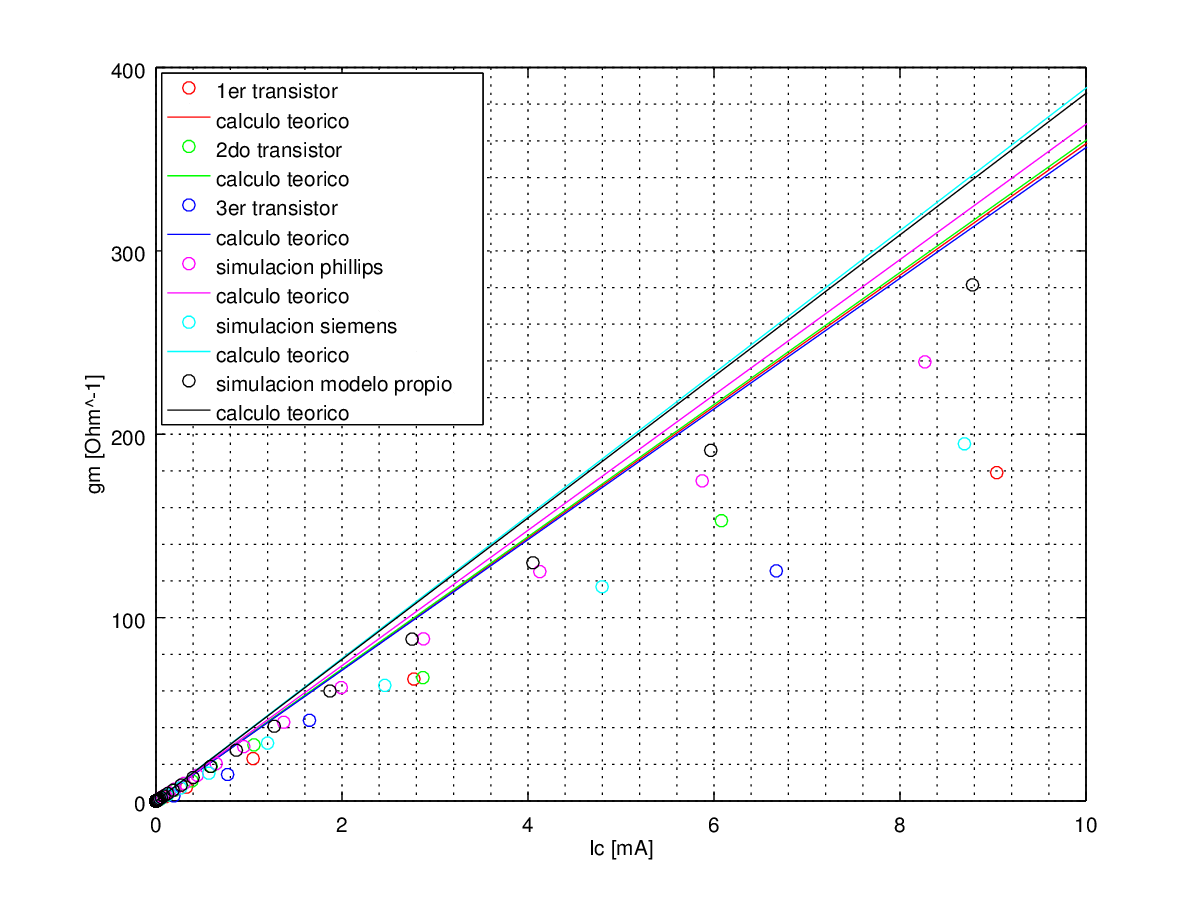 400
300
200
100
0
gm [Ohm^-1]
1er transistor
calculo teorico
2do transistor
calculo teorico
3er transistor
calculo teorico
simulacion phillips
calculo teorico
simulacion siemens
calculo teorico
simulacion modelo propio
calculo teorico
0 2 4 6 8 10
Ic [mA]